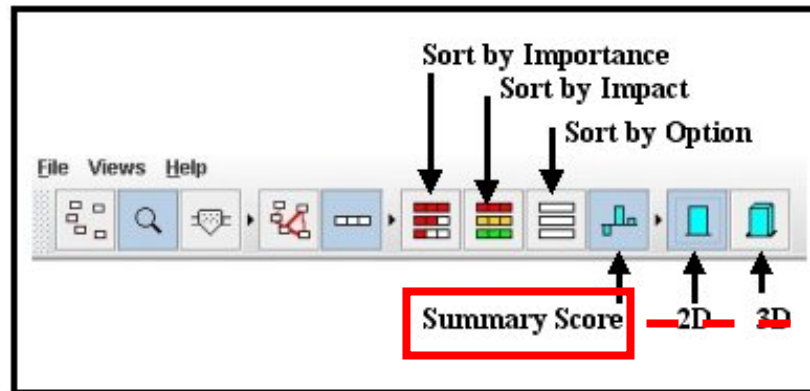 Sort by Importance
Sort by Impact
Sort by Option
File Views Help
Summary Score 2D 3D